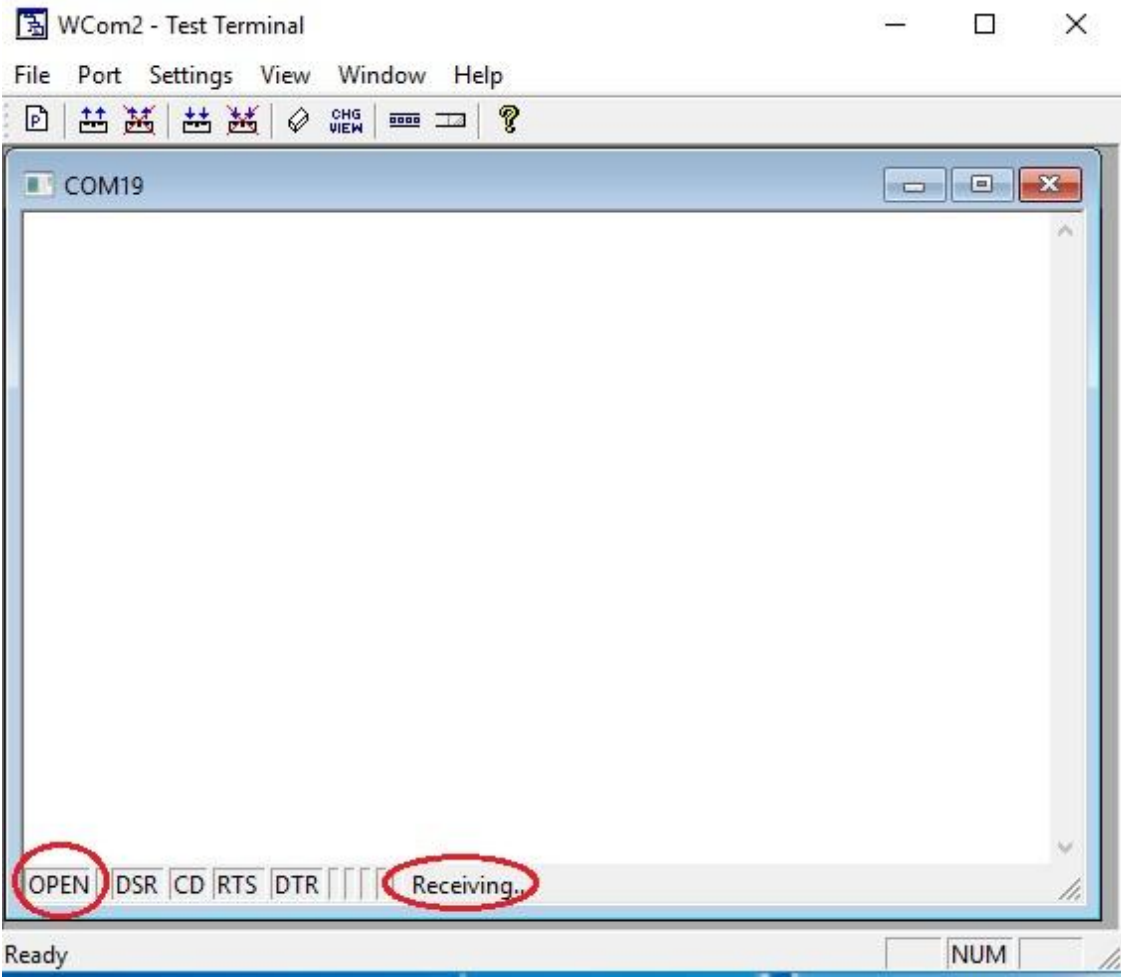 WCom2 - Test Terminal
File Port Settings View Window Help
P CHG VIEW ?
COM19
OPEN DSR CD RTS DTR Receiving..
Ready NUM